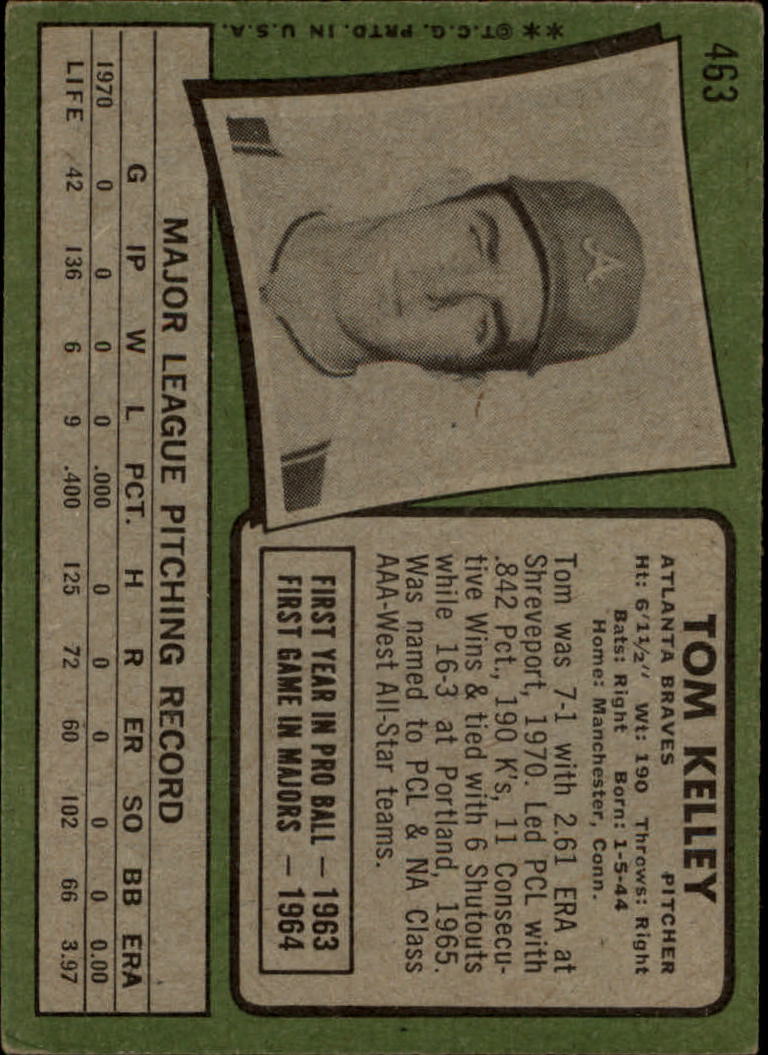 463
**©T.C.G. PRTD. IN U.S.A.
A
TOM KELLEY
ATLANTA BRAVES PITCHER
Ht: 6'1½" Wt: 190 Throws: Right
Bats: Right Born: 1-5-44
Home: Manchester, Conn.
Tom was 7-1 with 2.61 ERA at
Shreveport, 1970. Led PCL with
.842 Pct., 190 K's, 11 Consecu-
tive Wins & tied with 6 Shutouts
while 16-3 at Portland, 1965.
Was named to PCL & NA Class
AAA-West All-Star teams.
FIRST YEAR IN PRO BALL — 1963
FIRST GAME IN MAJORS — 1964
MAJOR LEAGUE PITCHING RECORD
G IP W L PCT. H R ER SO BB ERA
1970 0 0 0 0 .000 0 0 0 0 0 0.00
LIFE 42 136 6 9 .400 125 72 60 102 66 3.97